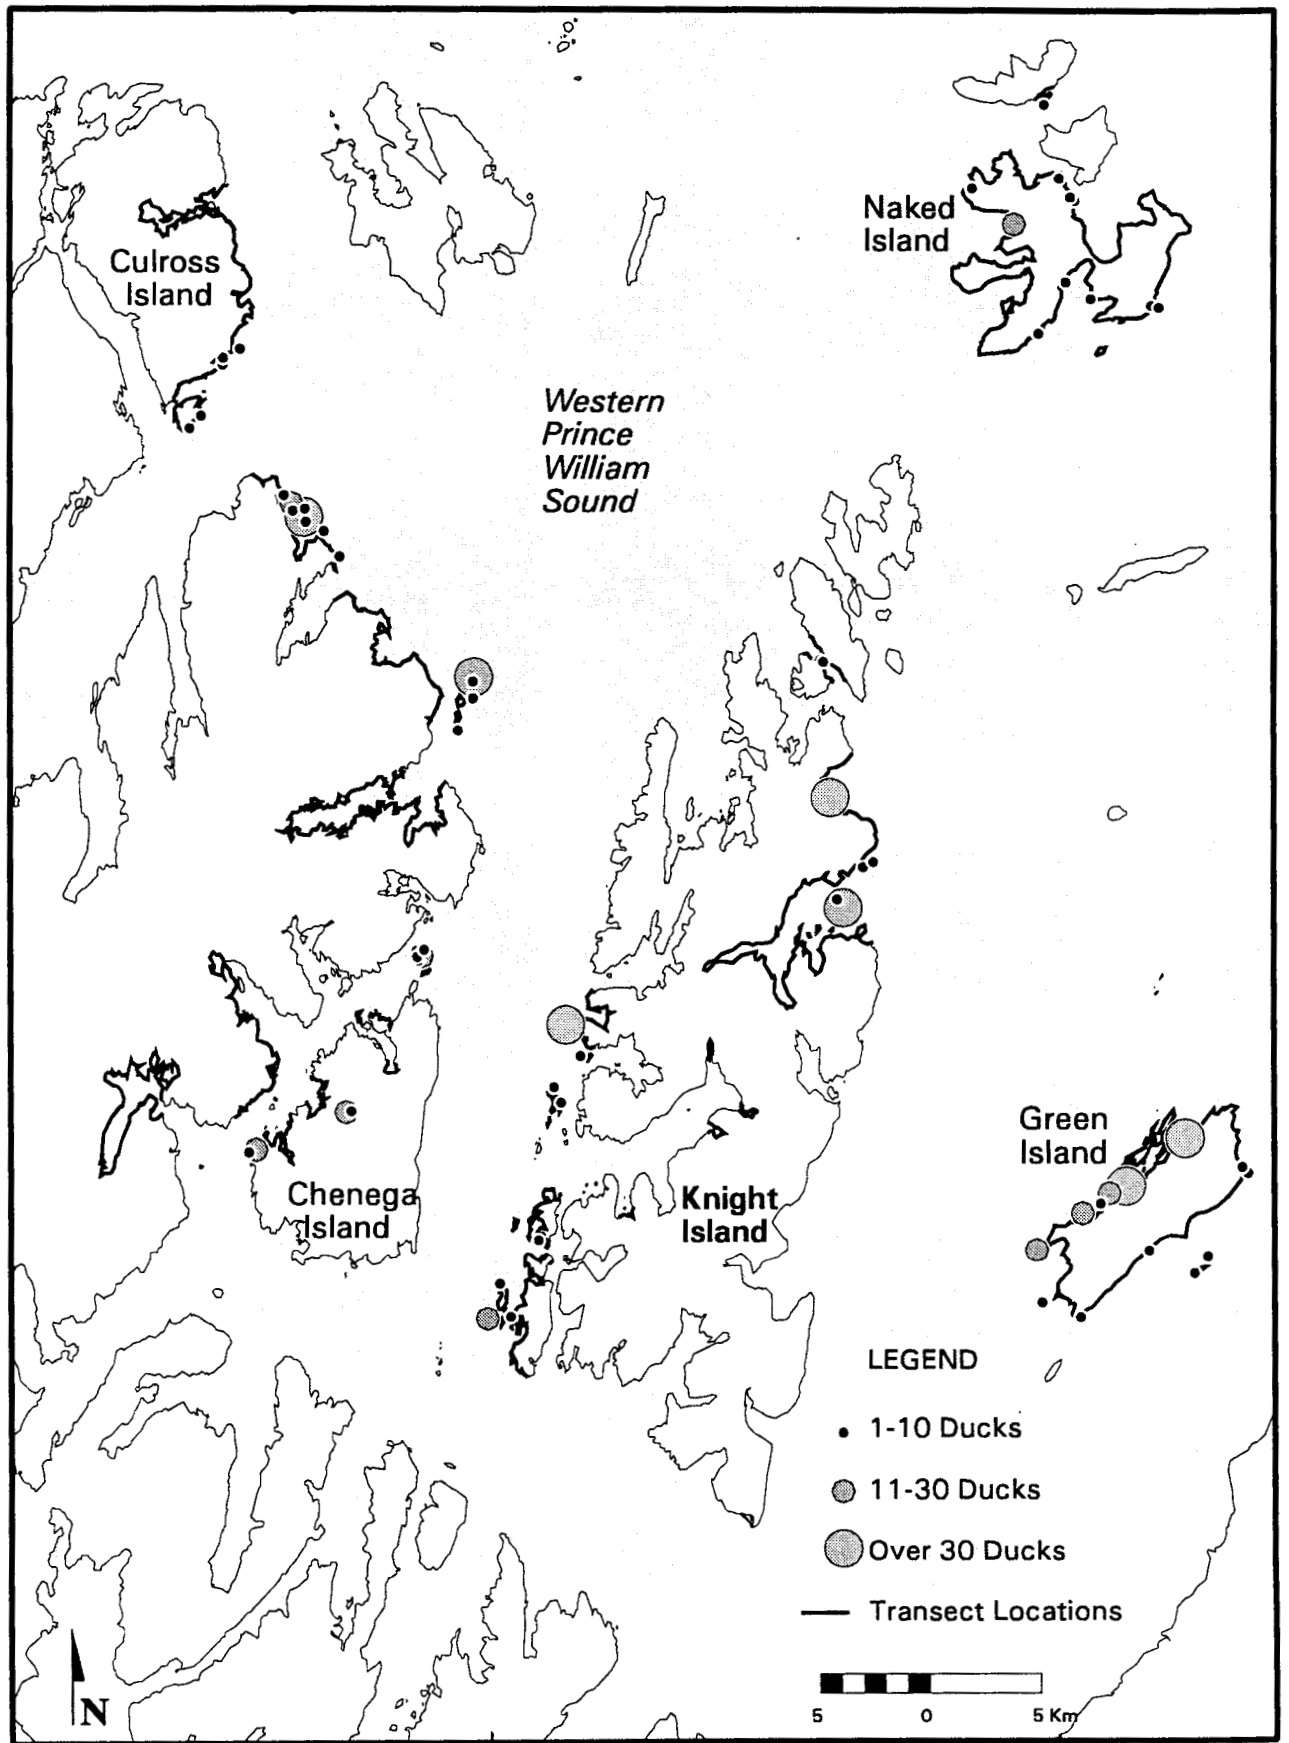 Naked
Island
Culross
Island
Western
Prince
William
Sound
Green
Island
Chenega
Island
Knight
Island
LEGEND
1-10 Ducks
11-30 Ducks
Over 30 Ducks
Transect Locations
N
5 0 5 Km